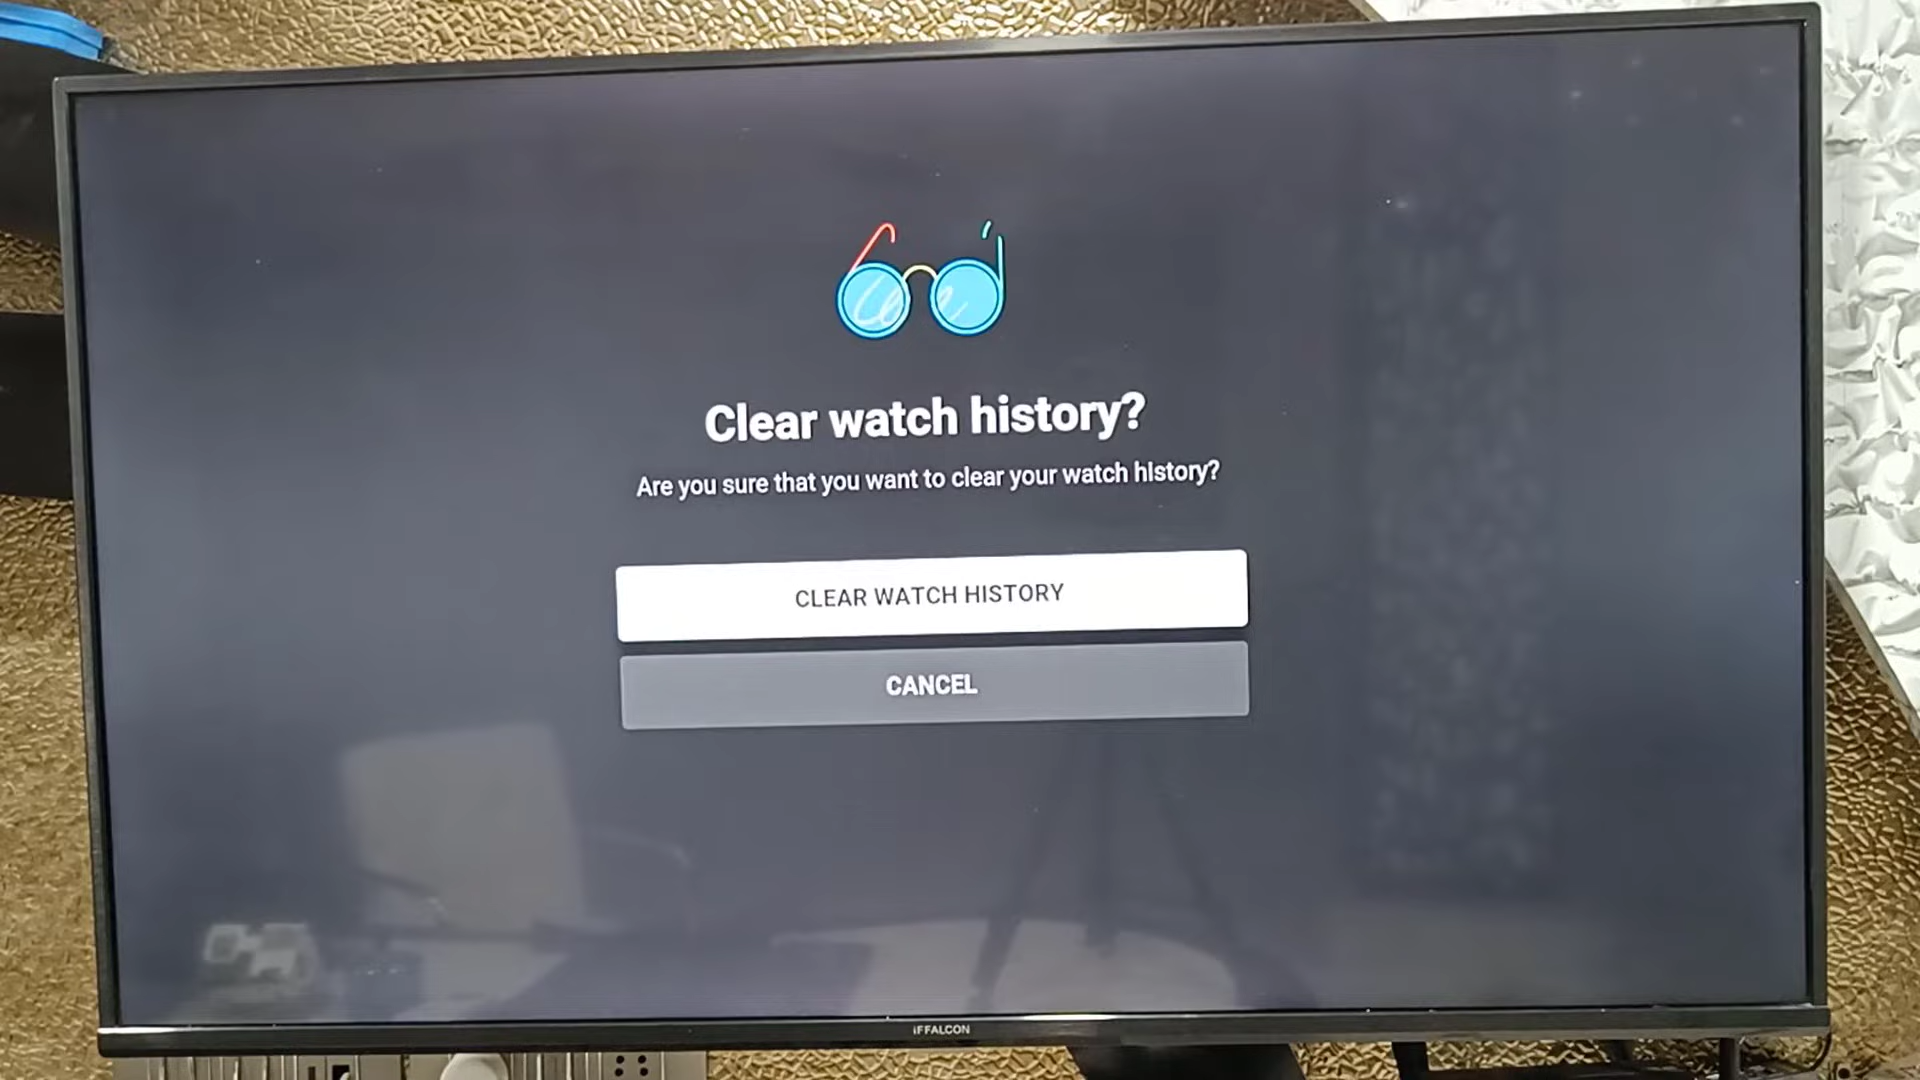 Clear watch history?
Are you sure that you want to clear your watch history?
CLEAR WATCH HISTORY
CANCEL
iFFALCON